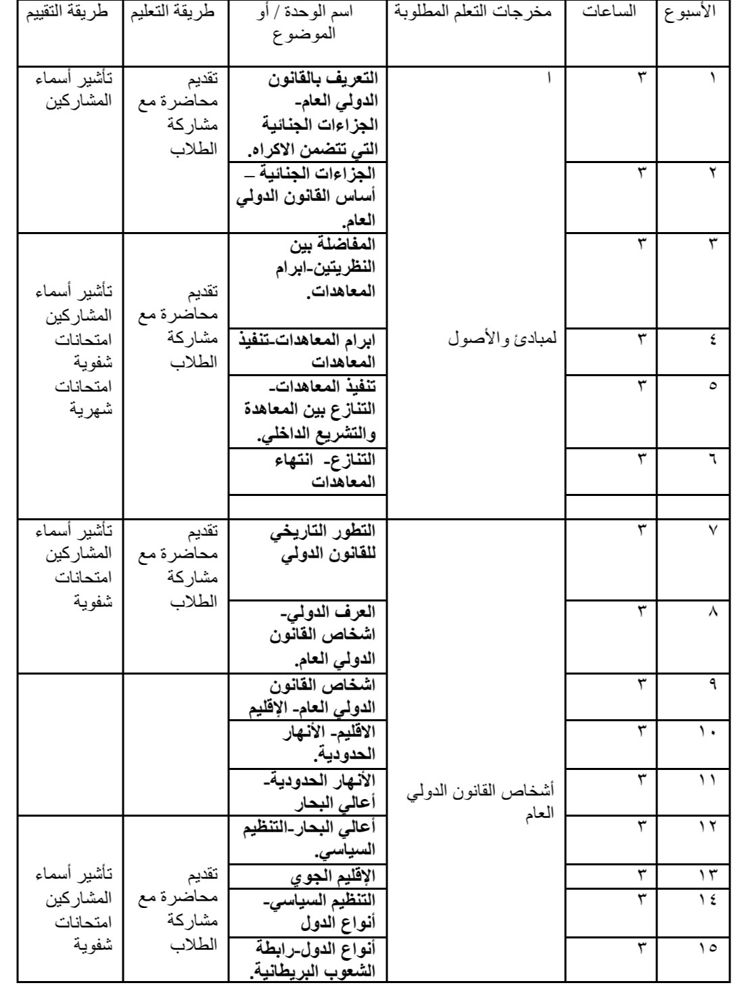 الأسبوع الساعات مخرجات التعلم المطلوبة اسم الوحدة / أو طريقة التعليم طريقة التقييم
الموضوع
١ ٣ ا التعريف بالقانون تقديم تأشير أسماء
الدولي العام- محاضرة مع المشاركين
الجزاءات الجنائية مشاركة
التي تتضمن الاكراه. الطلاب
٢ ٣ الجزاءات الجنائية –
أساس القانون الدولي
العام.
٣ ٣ المفاضلة بين
النظريتين-ابرام
المعاهدات. تقديم تأشير أسماء
محاضرة مع المشاركين
٤ ٣ لمبادئ والأصول ابرام المعاهدات-تنفيذ مشاركة امتحانات
المعاهدات الطلاب شفوية
٥ ٣ تنفيذ المعاهدات- امتحانات
التنازع بين المعاهدة شهرية
والتشريع الداخلي.
٦ ٣ التنازع- انتهاء
المعاهدات
٧ ٣ التطور التاريخي تقديم تأشير أسماء
للقانون الدولي محاضرة مع المشاركين
مشاركة امتحانات
الطلاب شفوية
٨ ٣ العرف الدولي-
اشخاص القانون
الدولي العام.
٩ ٣ اشخاص القانون
الدولي العام- الإقليم
١٠ ٣ الاقليم- الأنهار
الحدودية.
١١ ٣ أشخاص القانون الدولي الأنهار الحدودية-
العام أعالي البحار
١٢ ٣ أعالي البحار-التنظيم
السياسي.
١٣ ٣ الإقليم الجوي تقديم تأشير أسماء
١٤ ٣ التنظيم السياسي- محاضرة مع المشاركين
أنواع الدول مشاركة امتحانات
١٥ ٣ أنواع الدول-رابطة الطلاب شفوية
الشعوب البريطانية.